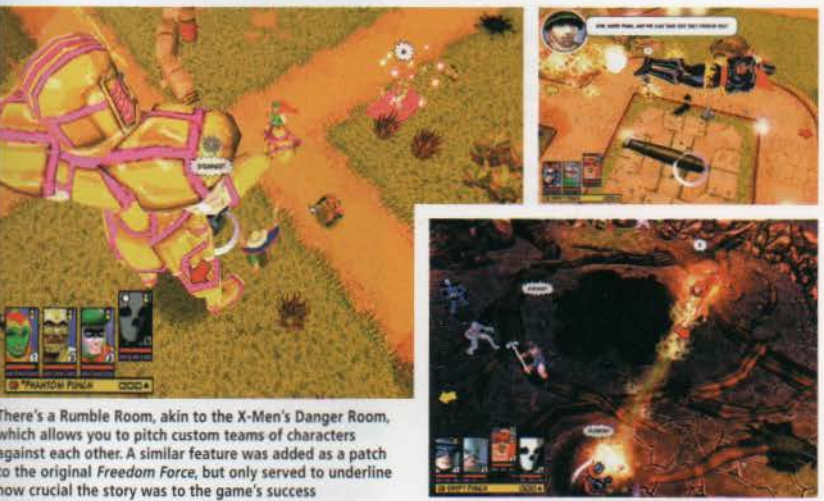 *PHANTOM PUNCH
SWIFT PUNCH
There's a Rumble Room, akin to the X-Men's Danger Room,
which allows you to pitch custom teams of characters
against each other. A similar feature was added as a patch
to the original Freedom Force, but only served to underline
how crucial the story was to the game's success